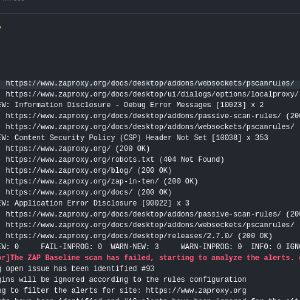 https://www.zaproxy.org/docs/desktop/addons/websockets/pscanrules/
https://www.zaproxy.org/docs/desktop/ui/dialogs/options/localproxy/
EW: Information Disclosure - Debug Error Messages [10023] x 2
https://www.zaproxy.org/docs/desktop/addons/passive-scan-rules/ (200
https://www.zaproxy.org/docs/desktop/addons/websockets/pscanrules/
EW: Content Security Policy (CSP) Header Not Set [10038] x 353
https://www.zaproxy.org/ (200 OK)
https://www.zaproxy.org/robots.txt (404 Not Found)
https://www.zaproxy.org/blog/ (200 OK)
https://www.zaproxy.org/zap-in-ten/ (200 OK)
https://www.zaproxy.org/docs/ (200 OK)
EW: Application Error Disclosure [90022] x 3
https://www.zaproxy.org/docs/desktop/addons/passive-scan-rules/ (200
https://www.zaproxy.org/docs/desktop/addons/websockets/pscanrules/
https://www.zaproxy.org/docs/desktop/releases/2.7.0/ (200 OK)
EW: 0 FAIL-INPROG: 0 WARN-NEW: 3 WARN-INPROG: 0 INFO: 0 IGNO
or]The ZAP Baseline scan has failed, starting to analyze the alerts.
g open issue has been identified #93
gins will be ignored according to the rules configuration
ng to filter the alerts for site: https://www.zaproxy.org